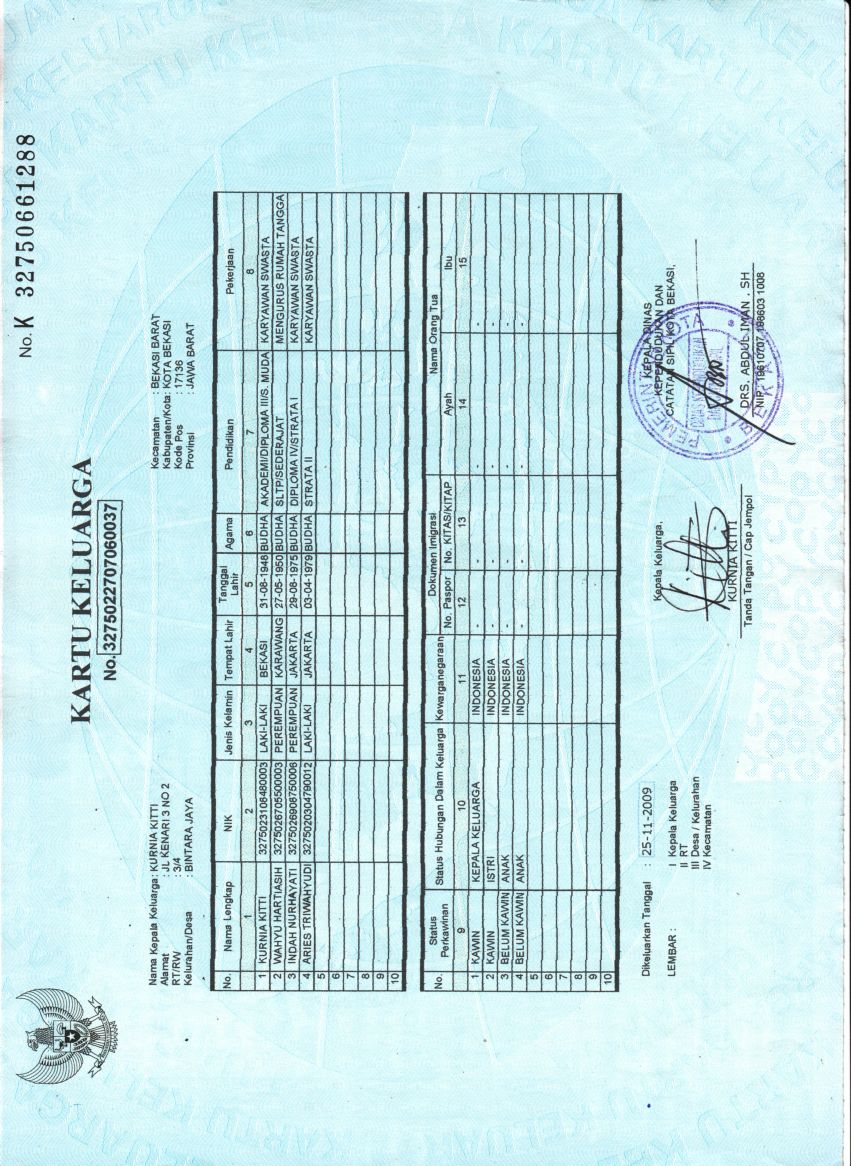 No. K 32750661288
KARTU KELUARGA
No. 3275022707060037
Nama Kepala Keluarga : KURNIA KITTI
Alamat : JL KENARI 3 NO 2
RT/RW : 3/4
Kelurahan/Desa : BINTARA JAYA
Kecamatan : BEKASI BARAT
Kabupaten/Kota : KOTA BEKASI
Kode Pos : 17136
Provinsi : JAWA BARAT
No. Nama Lengkap NIK Jenis Kelamin Tempat Lahir Tanggal Lahir Agama Pendidikan Pekerjaan
1 2 3 4 5 6 7 8
1 KURNIA KITTI 3275023106480003 LAKI-LAKI BEKASI 31-06-1948 BUDHA AKADEMI/DIPLOMA III/S. MUDA KARYAWAN SWASTA
2 WAHYU HARTIASIH 3275026705500003 PEREMPUAN KARAWANG 27-05-1950 BUDHA SLTP/SEDERAJAT MENGURUS RUMAH TANGGA
3 INDAH NURHAYATI 3275026908750006 PEREMPUAN JAKARTA 29-08-1975 BUDHA DIPLOMA IV/STRATA I KARYAWAN SWASTA
4 ARIES TRIWAHYUDI 3275020304790012 LAKI-LAKI JAKARTA 03-04-1979 BUDHA STRATA II KARYAWAN SWASTA
5
6
7
8
9
10
No. Status Perkawinan Status Hubungan Dalam Keluarga Kewarganegaraan Dokumen Imigrasi Nama Orang Tua
No. Paspor No. KITAS/KITAP Ayah Ibu
9 10 11 12 13 14 15
1 KAWIN KEPALA KELUARGA INDONESIA - - - -
2 KAWIN ISTRI INDONESIA - - - -
3 BELUM KAWIN ANAK INDONESIA - - - -
4 BELUM KAWIN ANAK INDONESIA - - - -
5
6
7
8
9
10
Dikeluarkan Tanggal : 25-11-2009
LEMBAR : I Kepala Keluarga
II RT
III Desa / Kelurahan
IV Kecamatan
Kepala Keluarga,
KURNIA KITTI
Tanda Tangan / Cap Jempol
KEPALA DINAS
KEPENDUDUKAN DAN
CATATAN SIPIL KOTA BEKASI,
DRS. ABDUL IMAN , SH
NIP. 19610707 198603 1008